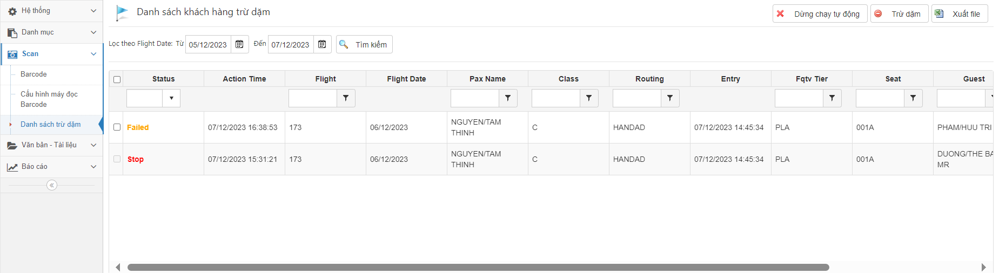 Hệ thống
Danh mục
Scan
Barcode
Cấu hình máy đọc
Barcode
Danh sách trừ dặm
Văn bản - Tài liệu
Báo cáo
Danh sách khách hàng trừ dặm
Dừng chạy tự động
Trừ dặm
Xuất file
Lọc theo Flight Date: Từ 05/12/2023 Đến 07/12/2023 Tìm kiếm
Status Action Time Flight Flight Date Pax Name Class Routing Entry Fqtv Tier Seat Guest
Failed 07/12/2023 16:38:53 173 06/12/2023 NGUYEN/TAM C HANDAD 07/12/2023 14:45:34 PLA 001A PHAM/HUU TRI
THINH
Stop 07/12/2023 15:31:21 173 06/12/2023 NGUYEN/TAM C HANDAD 07/12/2023 14:45:34 PLA 001A DUONG/THE BA
THINH MR